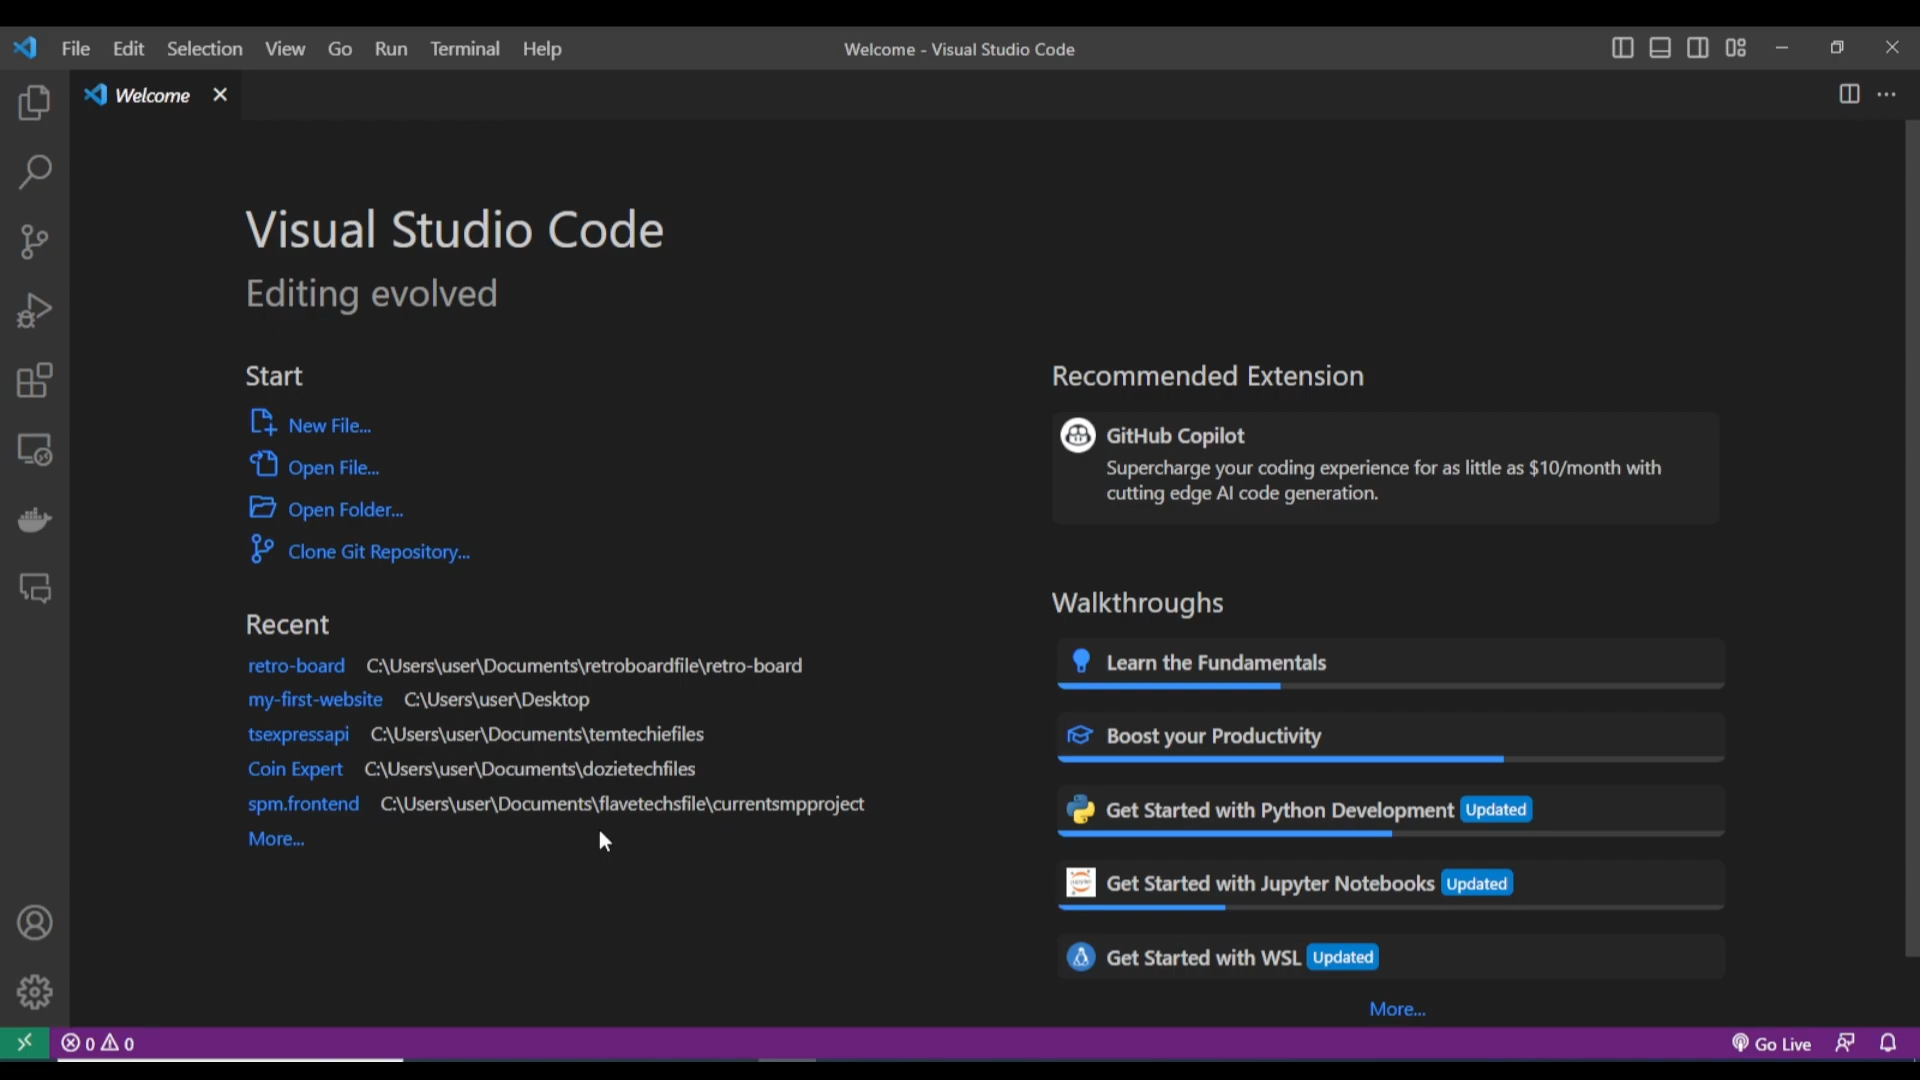 File Edit Selection View Go Run Terminal Help
Welcome - Visual Studio Code
Welcome
Visual Studio Code
Editing evolved
Start
New File...
Open File...
Open Folder...
Clone Git Repository...
Recent
retro-board C:\Users\user\Documents\retroboardfile\retro-board
my-first-website C:\Users\user\Desktop
tsexpressapi C:\Users\user\Documents\temtechiefiles
Coin Expert C:\Users\user\Documents\dozietechfiles
spm.frontend C:\Users\user\Documents\flavetechsfile\currentsmpproject
More...
Recommended Extension
GitHub Copilot
Supercharge your coding experience for as little as $10/month with
cutting edge AI code generation.
Walkthroughs
Learn the Fundamentals
Boost your Productivity
Get Started with Python Development Updated
Get Started with Jupyter Notebooks Updated
Get Started with WSL Updated
More...
0 0
Go Live